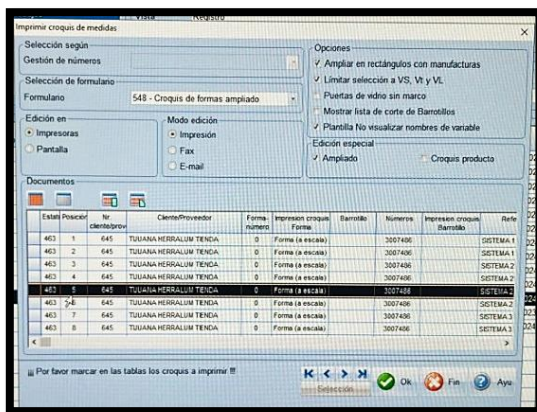 Vista Registro
Imprimir croquis de medidas
Selección según
Gestión de números
Selección de formulario
Formulario 548 - Croquis de formas ampliado
Edición en
Impresoras
Pantalla
Modo edición
Impresión
Fax
E-mail
Opciones
Ampliar en rectángulos con manufacturas
Límitar selección a VS, Vt y VL
Puertas de vidrio sin marco
Mostrar lista de corte de Barrotillos
Plantilla No visualizar nombres de variable
Edición especial
Ampliado Croquis producto
Documentos
Estat Posición Nr. cliente/prov Cliente/Proveedor Forma-número Impresion croquis Forma Barrotillo Números Impresion croquis Barrotillo Refe
463 1 645 TIJUANA HERRALUM TIENDA 0 Forma (a escala) 3007486 SISTEMA 1
463 2 645 TIJUANA HERRALUM TIENDA 0 Forma (a escala) 3007486 SISTEMA 1
463 3 645 TIJUANA HERRALUM TIENDA 0 Forma (a escala) 3007486 SISTEMA 2
463 4 645 TIJUANA HERRALUM TIENDA 0 Forma (a escala) 3007486 SISTEMA 2
463 5 645 TIJUANA HERRALUM TIENDA 0 Forma (a escala) 3007486 SISTEMA 2
463 6 645 TIJUANA HERRALUM TIENDA 0 Forma (a escala) 3007486 SISTEMA 2
463 7 645 TIJUANA HERRALUM TIENDA 0 Forma (a escala) 3007486 SISTEMA 3
463 8 645 TIJUANA HERRALUM TIENDA 0 Forma (a escala) 3007486 SISTEMA 3
¡¡¡ Por favor marcar en las tablas los croquis a imprimir !!!
Selección
Ok Fin Ayu